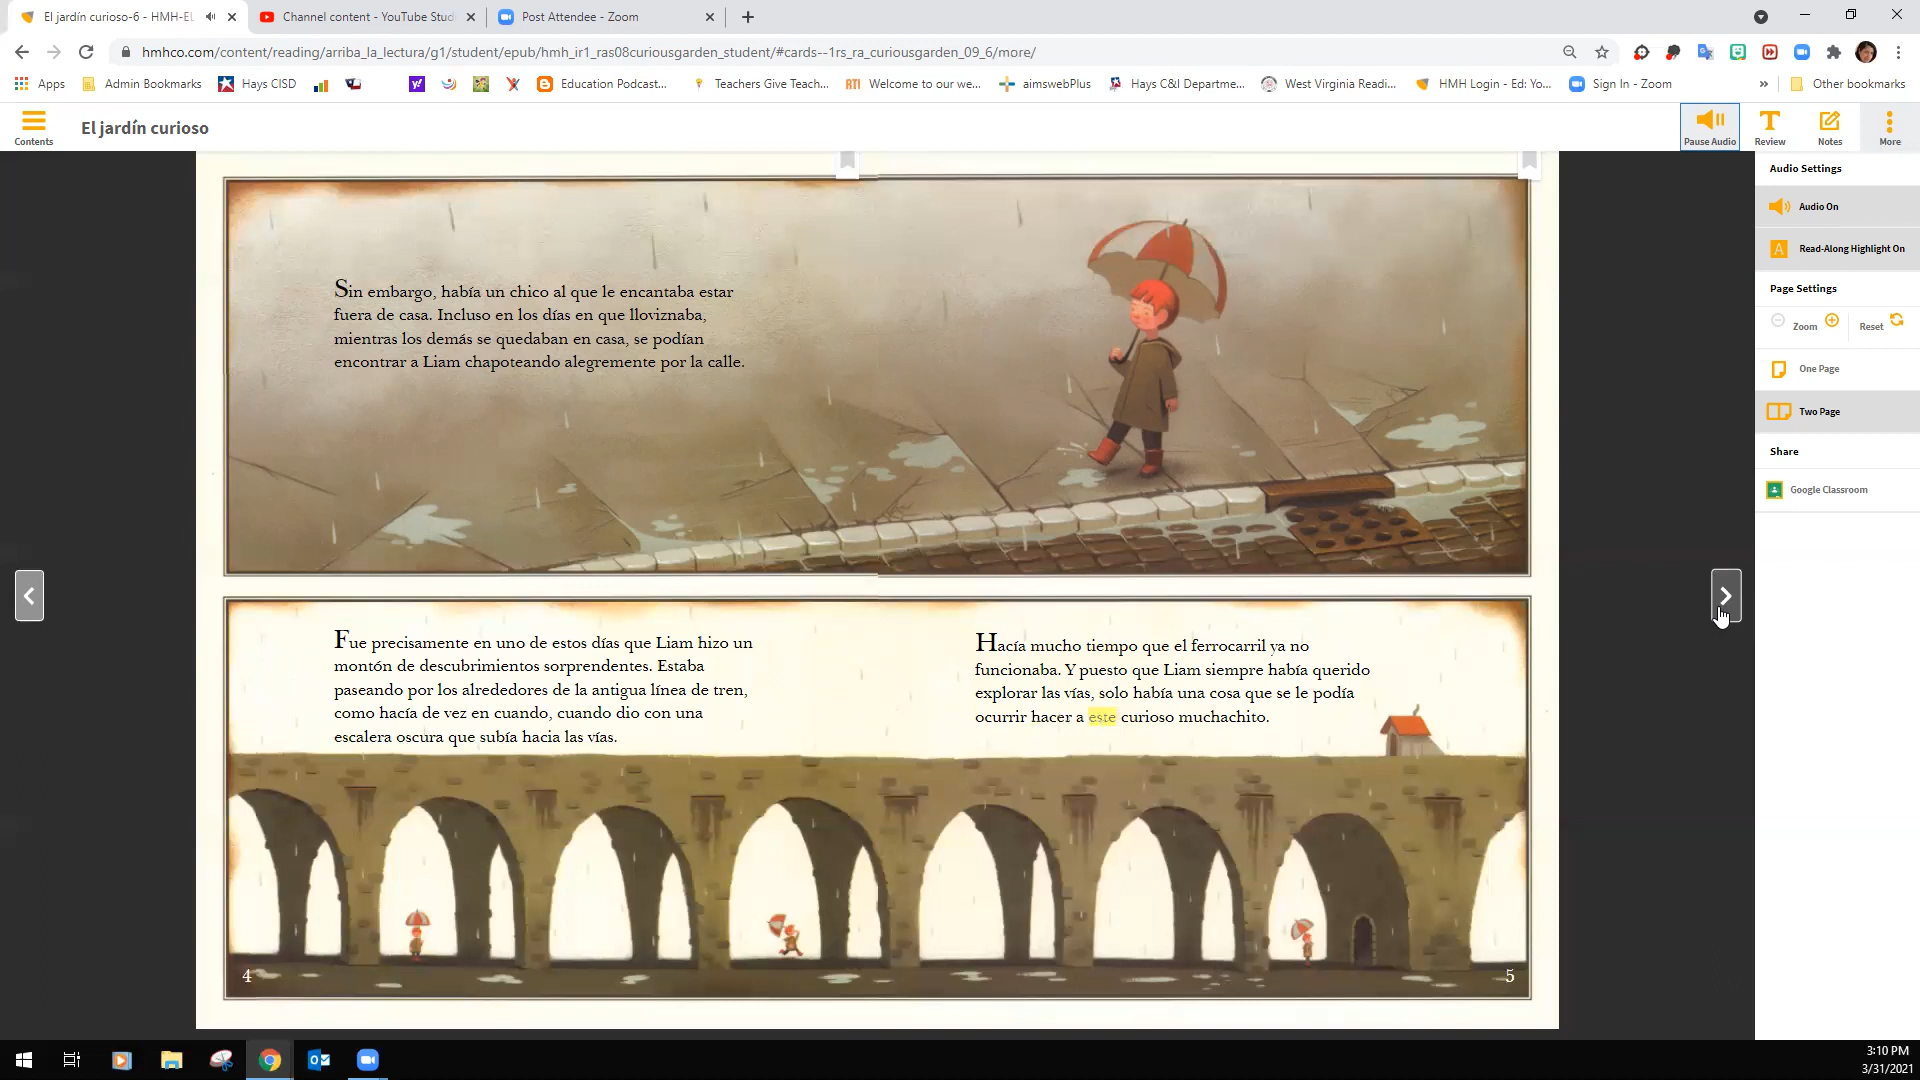 El jardín curioso-6 - HMH-EL
Channel content - YouTube Stud
Post Attendee - Zoom
hmhco.com/content/reading/arriba_la_lectura/g1/student/epub/hmh_ir1_ras08curiousgarden_student/#cards--1rs_ra_curiousgarden_09_6/more/
Apps
Admin Bookmarks
Hays CISD
Education Podcast...
Teachers Give Teach...
RTI Welcome to our we...
aimswebPlus
Hays C&I Departme...
West Virginia Readi...
HMH Login - Ed: Yo...
Sign In - Zoom
»
Other bookmarks
Contents
El jardín curioso
Pause Audio
Review
Notes
More
Audio Settings
Audio On
A Read-Along Highlight On
Page Settings
Zoom
Reset
One Page
Two Page
Share
Google Classroom
Sin embargo, había un chico al que le encantaba estar
fuera de casa. Incluso en los días en que lloviznaba,
mientras los demás se quedaban en casa, se podían
encontrar a Liam chapoteando alegremente por la calle.
Fue precisamente en uno de estos días que Liam hizo un
montón de descubrimientos sorprendentes. Estaba
paseando por los alrededores de la antigua línea de tren,
como hacía de vez en cuando, cuando dio con una
escalera oscura que subía hacia las vías.
Hacía mucho tiempo que el ferrocarril ya no
funcionaba. Y puesto que Liam siempre había querido
explorar las vías, solo había una cosa que se le podía
ocurrir hacer a este curioso muchachito.
4
5
3:10 PM
3/31/2021